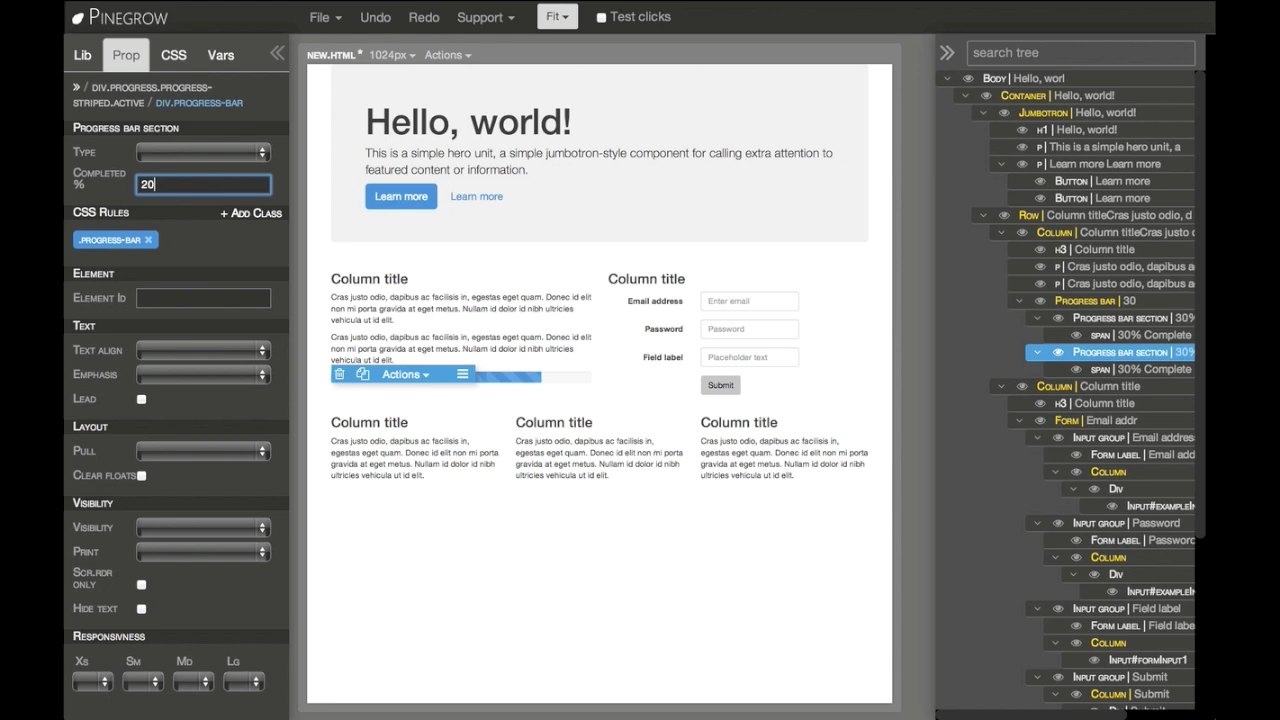 PINEGROW
File
Undo
Redo
Support
Fit
Test clicks
Lib
Prop
CSS
Vars
NEW.HTML *
1024px
Actions
search tree
» / DIV.PROGRESS.PROGRESS-
STRIPED.ACTIVE / DIV.PROGRESS-BAR
PROGRESS BAR SECTION
TYPE
COMPLETED
%
20
CSS RULES
+ ADD CLASS
.PROGRESS-BAR ×
ELEMENT
ELEMENT ID
TEXT
TEXT ALIGN
EMPHASIS
LEAD
LAYOUT
PULL
CLEAR FLOATS
VISIBILITY
VISIBILITY
PRINT
SCR.RDR
ONLY
HIDE TEXT
RESPONSIVNESS
XS
SM
MD
LG
Hello, world!
This is a simple hero unit, a simple jumbotron-style component for calling extra attention to
featured content or information.
Learn more
Learn more
Column title
Cras justo odio, dapibus ac facilisis in, egestas eget quam. Donec id elit
non mi porta gravida at eget metus. Nullam id dolor id nibh ultricies
vehicula ut id elit.
Cras justo odio, dapibus ac facilisis in, egestas eget quam. Donec id elit
non mi porta gravida at eget metus. Nullam id dolor id nibh ultricies
vehicula ut id elit.
Actions
Column title
Email address
Enter email
Password
Password
Field label
Placeholder text
Submit
Column title
Cras justo odio, dapibus ac facilisis in,
egestas eget quam. Donec id elit non mi porta
gravida at eget metus. Nullam id dolor id nibh
ultricies vehicula ut id elit.
Column title
Cras justo odio, dapibus ac facilisis in,
egestas eget quam. Donec id elit non mi porta
gravida at eget metus. Nullam id dolor id nibh
ultricies vehicula ut id elit.
Column title
Cras justo odio, dapibus ac facilisis in,
egestas eget quam. Donec id elit non mi porta
gravida at eget metus. Nullam id dolor id nibh
ultricies vehicula ut id elit.
BODY | Hello, worl
CONTAINER | Hello, world!
JUMBOTRON | Hello, world!
H1 | Hello, world!
P | This is a simple hero unit, a
P | Learn more Learn more
BUTTON | Learn more
BUTTON | Learn more
ROW | Column titleCras justo odio, d
COLUMN | Column titleCras justo o
H3 | Column title
P | Cras justo odio, dapibus a
P | Cras justo odio, dapibus a
PROGRESS BAR | 30
PROGRESS BAR SECTION | 30%
SPAN | 30% Complete
PROGRESS BAR SECTION | 30%
SPAN | 30% Complete
COLUMN | Column title
H3 | Column title
FORM | Email addr
INPUT GROUP | Email addres
FORM LABEL | Email add
COLUMN
DIV
INPUT#EXAMPLEIN
INPUT GROUP | Password
FORM LABEL | Password
COLUMN
DIV
INPUT#EXAMPLEIN
INPUT GROUP | Field label
FORM LABEL | Field labe
COLUMN
INPUT#FORMINPUT1
INPUT GROUP | Submit
COLUMN | Submit